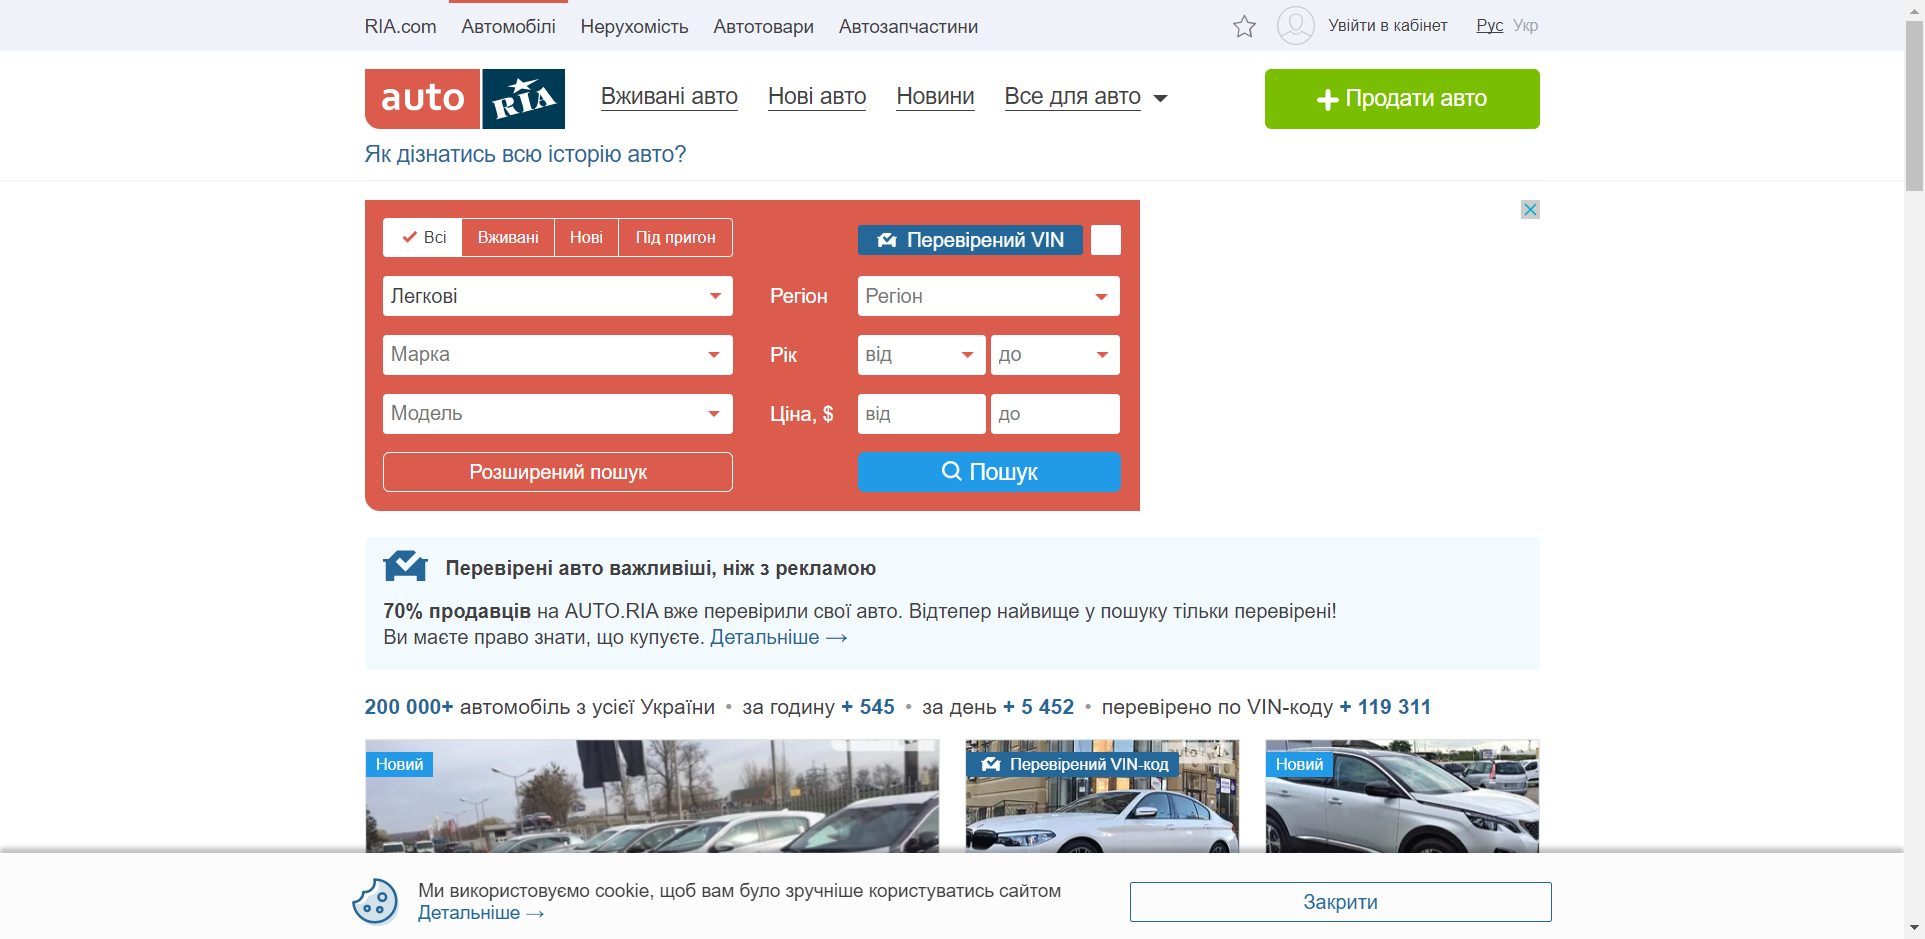 RIA.com Автомобілі Нерухомість Автотовари Автозапчастини Увійти в кабінет Рус Укр
auto RIA Вживані авто Нові авто Новини Все для авто Продати авто
Як дізнатись всю історію авто?
Всі Вживані Нові Під пригон Перевірений VIN
Легкові Регіон Регіон
Марка Рік від до
Модель Ціна, $ від до
Розширений пошук Пошук
Перевірені авто важливіші, ніж з рекламою
70% продавців на AUTO.RIA вже перевірили свої авто. Відтепер найвище у пошуку тільки перевірені!
Ви маєте право знати, що купуєте. Детальніше →
200 000+ автомобіль з усієї України • за годину + 545 • за день + 5 452 • перевірено по VIN-коду + 119 311
Новий Перевірений VIN-код Новий
Ми використовуємо cookie, щоб вам було зручніше користуватись сайтом
Детальніше →
Закрити